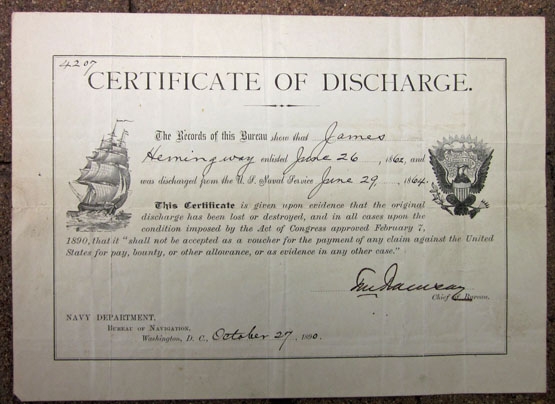 4207
CERTIFICATE OF DISCHARGE.
The Records of this Bureau show that James
Hemingway enlisted June 26, 1862, and
was discharged from the U. S. Naval Service June 29, 1864.
This Certificate is given upon evidence that the original
discharge has been lost or destroyed, and in all cases upon the
condition imposed by the Act of Congress approved February 7,
1890, that it "shall not be accepted as a voucher for the payment of any claim against the United
States for pay, bounty, or other allowance, or as evidence in any other case."
Ramsay
Chief of Bureau.
NAVY DEPARTMENT,
BUREAU OF NAVIGATION,
Washington, D. C., October 27, 1890.